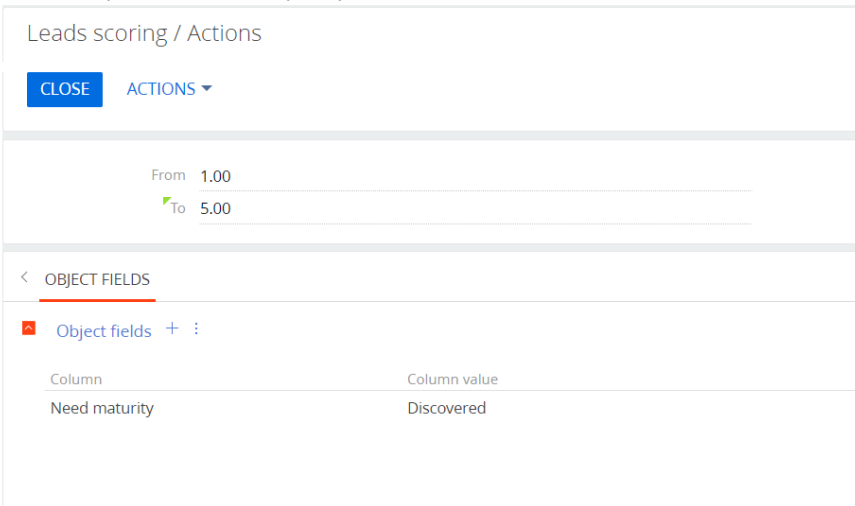 Leads scoring / Actions
CLOSE ACTIONS
From 1.00
To 5.00
OBJECT FIELDS
Object fields
Column Column value
Need maturity Discovered